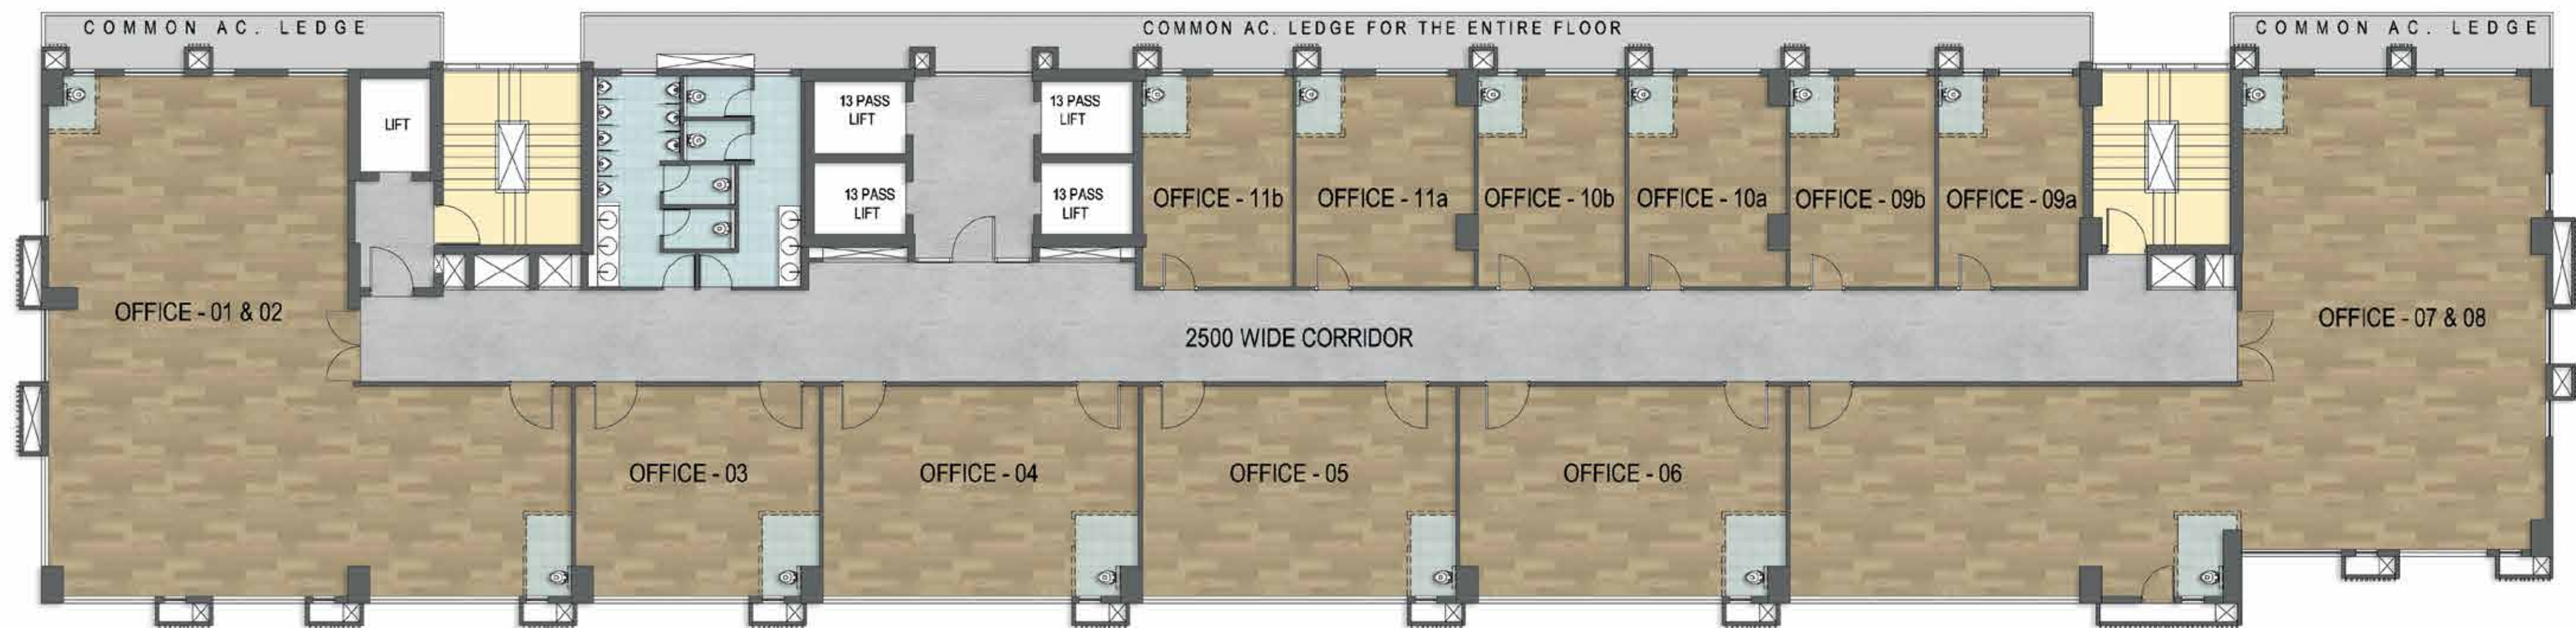 COMMON AC. LEDGE
COMMON AC. LEDGE FOR THE ENTIRE FLOOR
COMMON AC. LEDGE
LIFT
13 PASS
LIFT
13 PASS
LIFT
13 PASS
LIFT
13 PASS
LIFT
OFFICE - 11b
OFFICE - 11a
OFFICE - 10b
OFFICE - 10a
OFFICE - 09b
OFFICE - 09a
OFFICE - 01 & 02
2500 WIDE CORRIDOR
OFFICE - 07 & 08
OFFICE - 03
OFFICE - 04
OFFICE - 05
OFFICE - 06